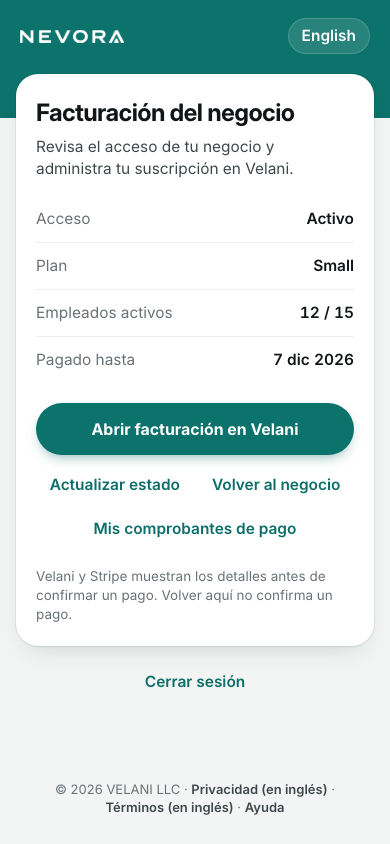 NEVORA
English
Facturación del negocio
Revisa el acceso de tu negocio y
administra tu suscripción en Velani.
Acceso
Activo
Plan
Small
Empleados activos
12 / 15
Pagado hasta
7 dic 2026
Abrir facturación en Velani
Actualizar estado
Volver al negocio
Mis comprobantes de pago
Velani y Stripe muestran los detalles antes de
confirmar un pago. Volver aquí no confirma un
pago.
Cerrar sesión
© 2026 VELANI LLC · Privacidad (en inglés) ·
Términos (en inglés) · Ayuda